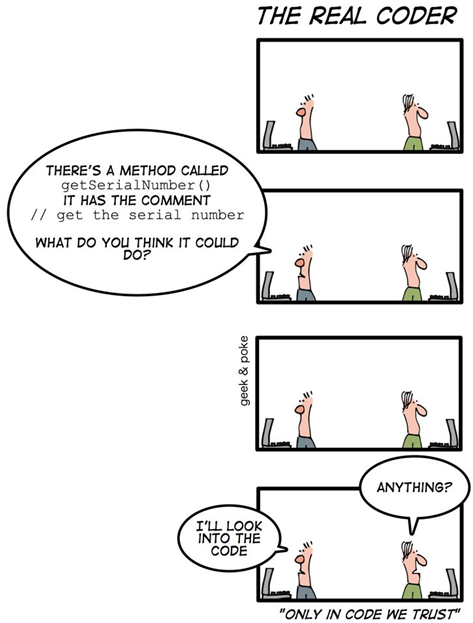 THE REAL CODER
THERE'S A METHOD CALLED
getSerialNumber()
IT HAS THE COMMENT
// get the serial number
WHAT DO YOU THINK IT COULD
DO?
geek & poke
ANYTHING?
I'LL LOOK
INTO THE
CODE
"ONLY IN CODE WE TRUST"